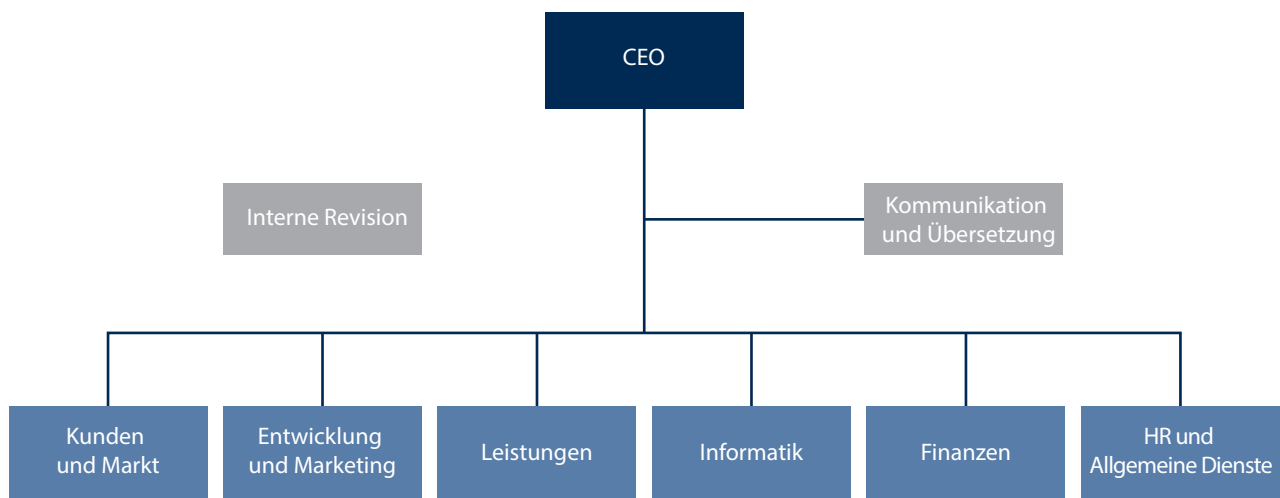 CEO
Interne Revision
Kommunikation
und Übersetzung
Kunden
und Markt
Entwicklung
und Marketing
Leistungen
Informatik
Finanzen
HR und
Allgemeine Dienste